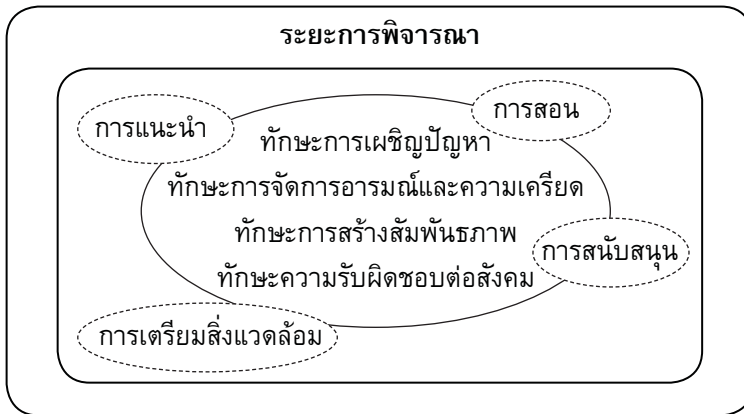 ระยะการพิจารณา
การแนะนำ
การสอน
ทักษะการเผชิญปัญหา
ทักษะการจัดการอารมณ์และความเครียด
ทักษะการสร้างสัมพันธภาพ
การสนับสนุน
ทักษะความรับผิดชอบต่อสังคม
การเตรียมสิ่งแวดล้อม